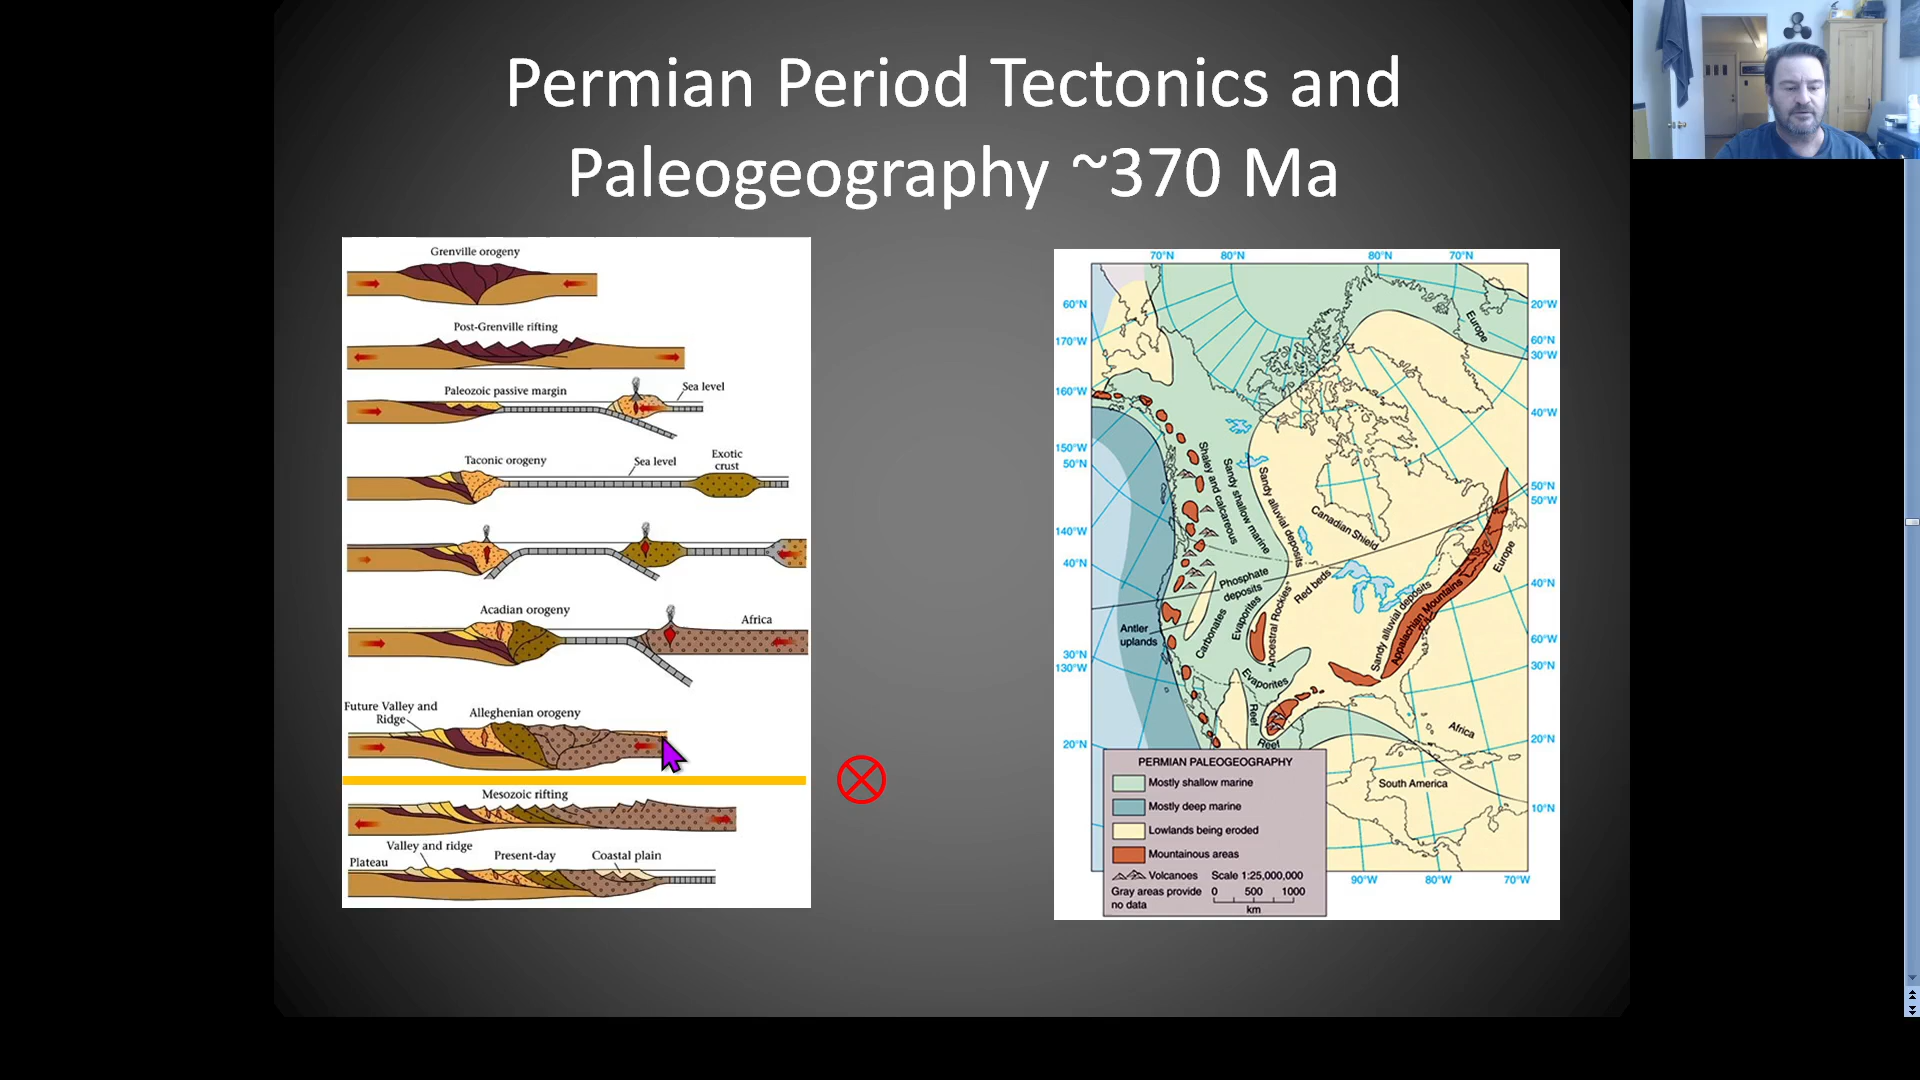 Permian Period Tectonics and
Paleogeography ~370 Ma
Grenville orogeny
Post-Grenville rifting
Paleozoic passive margin
Sea level
Taconic orogeny
Sea level
Exotic
crust
Acadian orogeny
Africa
Future Valley and
Ridge
Alleghenian orogeny
Mesozoic rifting
Valley and ridge
Plateau
Present-day
Coastal plain
70°N
80°N
80°N
70°N
60°N
170°W
160°W
150°W
50°N
140°W
40°N
30°N
130°W
20°N
20°W
60°N
30°W
40°W
50°N
50°W
40°N
60°W
30°N
20°N
10°N
90°W
80°W
70°W
Europe
Shaley and calcareous
Sandy shallow marine
Sandy alluvial deposits
Canadian Shield
Europe
Phosphate
deposits
Red beds
Antler
uplands
Carbonates
Evaporites
"Ancestral Rockies"
Sandy alluvial deposits
Appalachian Mountains
Evaporites
Reef
Reef
Africa
South America
PERMIAN PALEOGEOGRAPHY
Mostly shallow marine
Mostly deep marine
Lowlands being eroded
Mountainous areas
Volcanoes
Scale 1:25,000,000
Gray areas provide
no data
0 500 1000
km